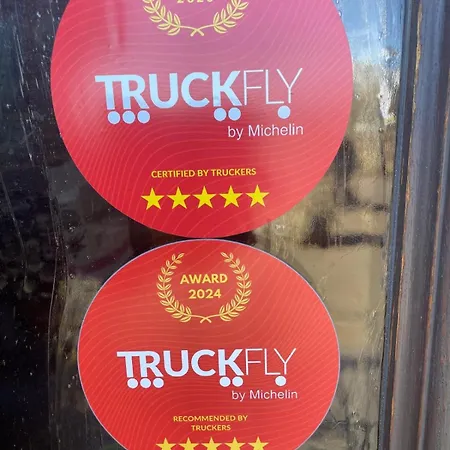 TRUCKFLY
by Michelin
CERTIFIED BY TRUCKERS
AWARD
2024
TRUCKFLY
by Michelin
RECOMMENDED BY
TRUCKERS